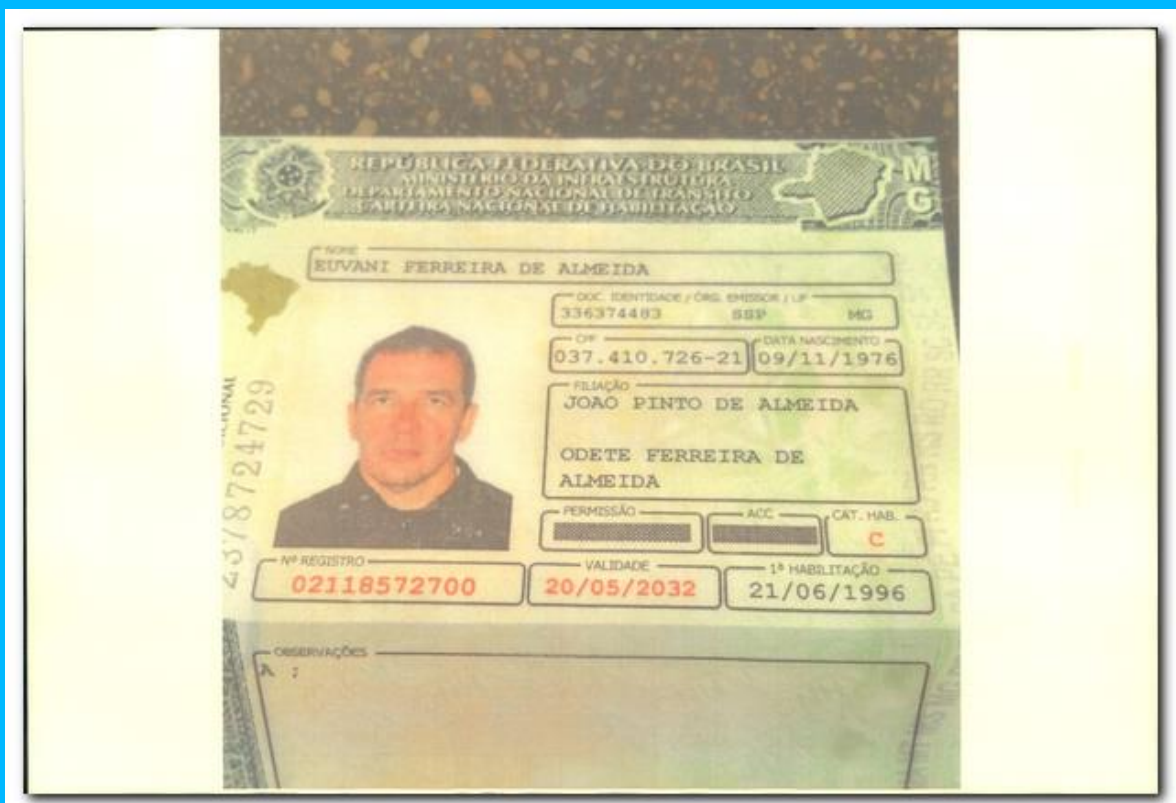 REPÚBLICA FEDERATIVA DO BRASIL
MINISTÉRIO DA INFRAESTRUTURA
DEPARTAMENTO NACIONAL DE TRÂNSITO
CARTEIRA NACIONAL DE HABILITAÇÃO
MG
NOME
EUVANI FERREIRA DE ALMEIDA
DOC. IDENTIDADE / ÓRG. EMISSOR / UF
336374483 SSP MG
CPF DATA NASCIMENTO
037.410.726-21 09/11/1976
FILIAÇÃO
JOAO PINTO DE ALMEIDA
ODETE FERREIRA DE
ALMEIDA
PERMISSÃO ACC CAT. HAB.
C
Nº REGISTRO VALIDADE 1ª HABILITAÇÃO
02118572700 20/05/2032 21/06/1996
2378724729
OBSERVAÇÕES
A ;